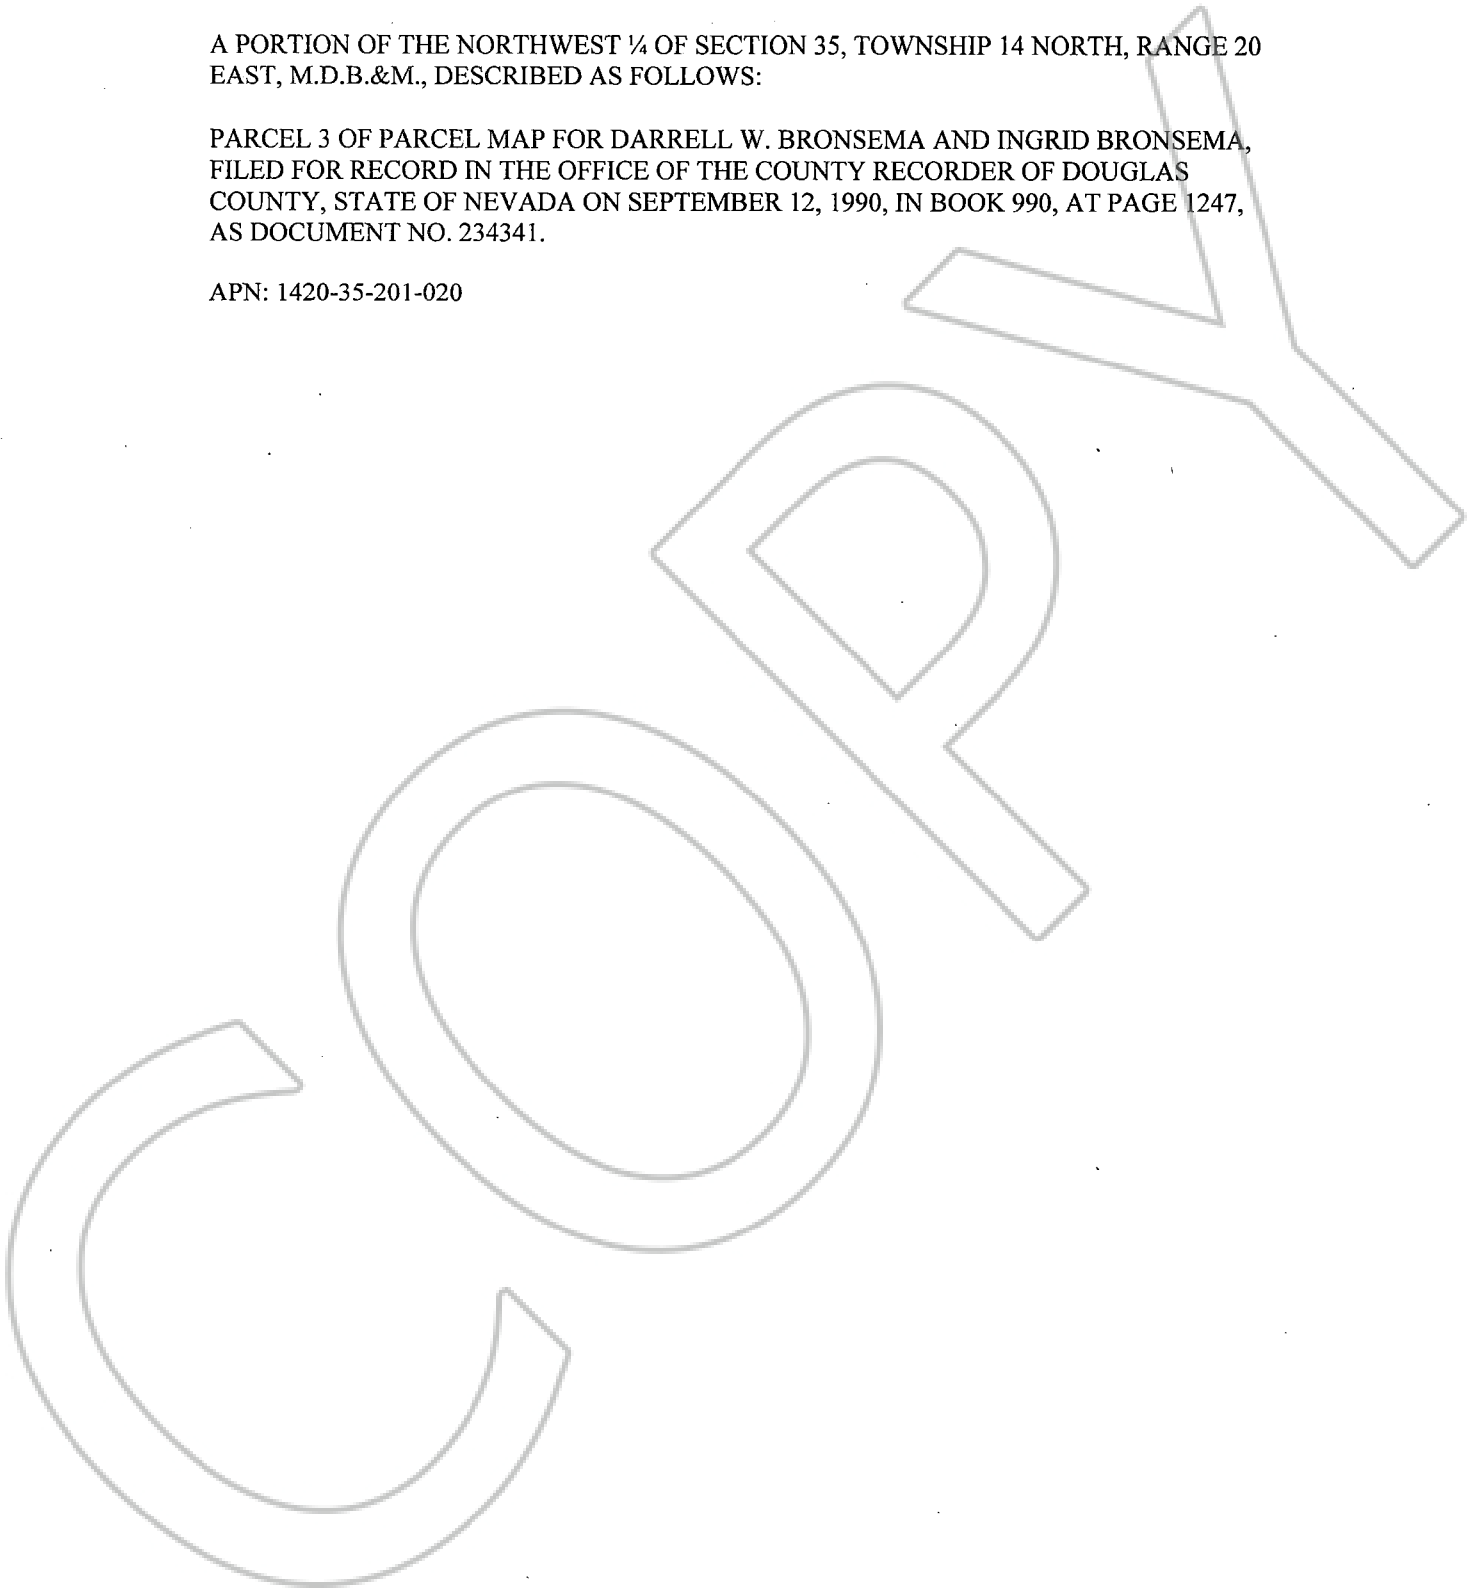 A PORTION OF THE NORTHWEST ¼ OF SECTION 35, TOWNSHIP 14 NORTH, RANGE 20
EAST, M.D.B.&M., DESCRIBED AS FOLLOWS:
PARCEL 3 OF PARCEL MAP FOR DARRELL W. BRONSEMA AND INGRID BRONSEMA,
FILED FOR RECORD IN THE OFFICE OF THE COUNTY RECORDER OF DOUGLAS
COUNTY, STATE OF NEVADA ON SEPTEMBER 12, 1990, IN BOOK 990, AT PAGE 1247,
AS DOCUMENT NO. 234341.
APN: 1420-35-201-020
COPY